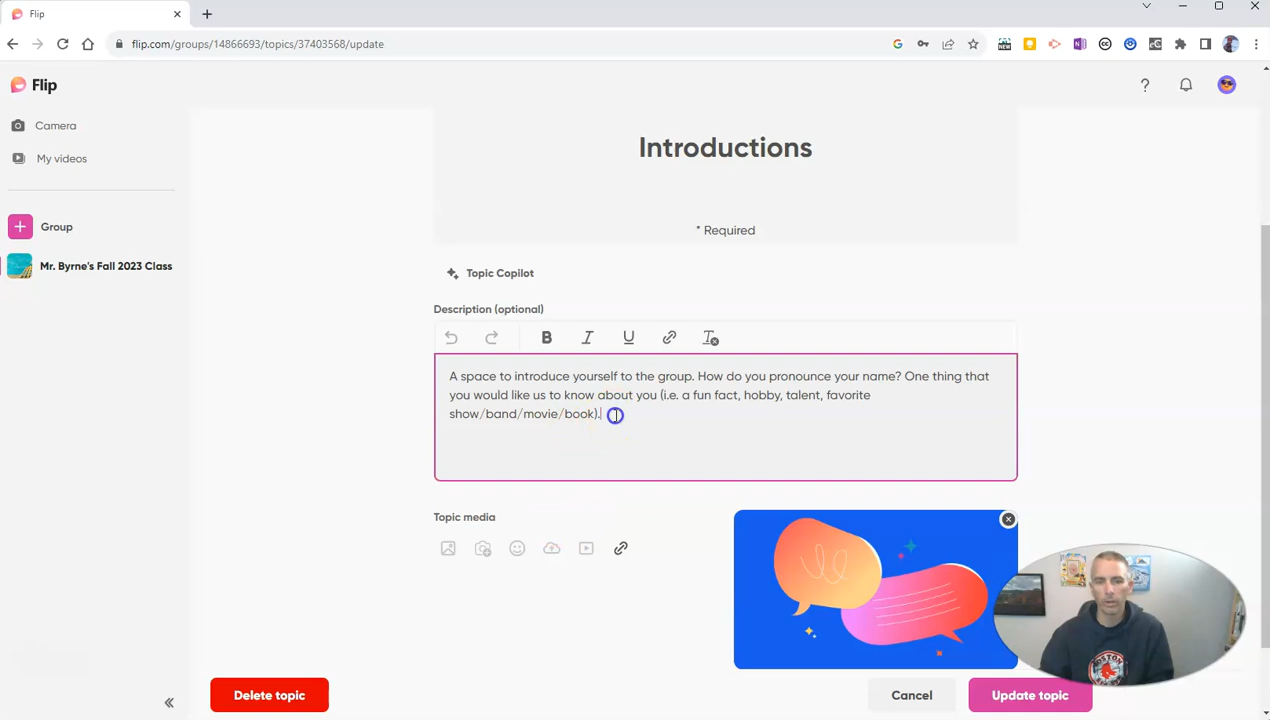 Flip
flip.com/groups/14866693/topics/37403568/update
NEW
Flip
Camera
My videos
Group
Mr. Byrne's Fall 2023 Class
Introductions
* Required
Topic Copilot
Description (optional)
B I U
A space to introduce yourself to the group. How do you pronounce your name? One thing that
you would like us to know about you (i.e. a fun fact, hobby, talent, favorite
show/band/movie/book).
Topic media
Delete topic
Cancel
Update topic
BOSTON